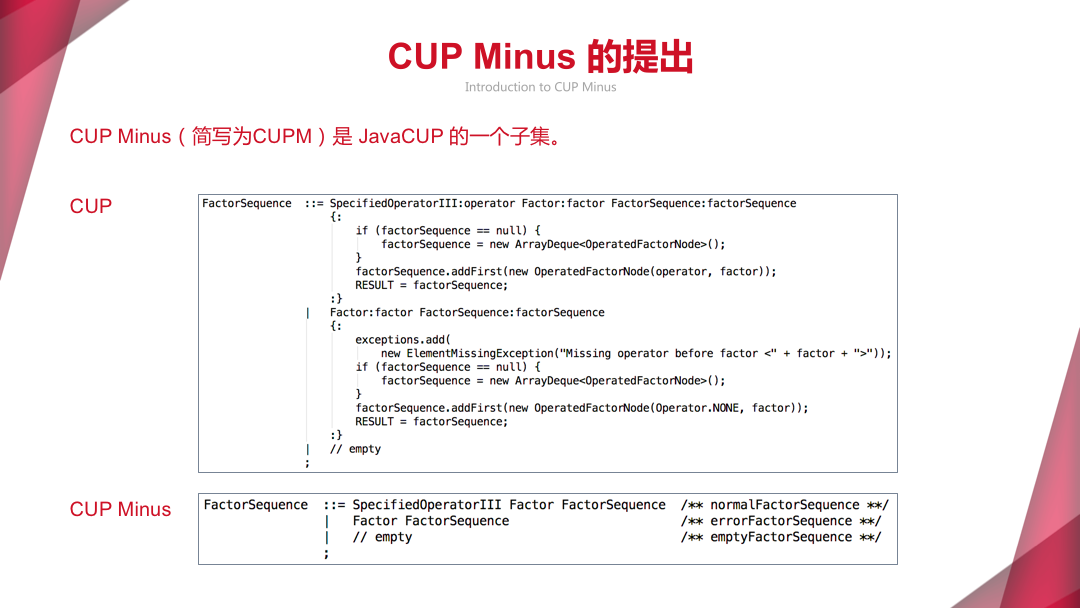 CUP Minus 的提出
Introduction to CUP Minus
CUP Minus（简写为CUPM）是 JavaCUP 的一个子集。
CUP
FactorSequence ::= SpecifiedOperatorIII:operator Factor:factor FactorSequence:factorSequence
{:
if (factorSequence == null) {
factorSequence = new ArrayDeque<OperatedFactorNode>();
}
factorSequence.addFirst(new OperatedFactorNode(operator, factor));
RESULT = factorSequence;
:}
| Factor:factor FactorSequence:factorSequence
{:
exceptions.add(
new ElementMissingException("Missing operator before factor <" + factor + ">"));
if (factorSequence == null) {
factorSequence = new ArrayDeque<OperatedFactorNode>();
}
factorSequence.addFirst(new OperatedFactorNode(Operator.NONE, factor));
RESULT = factorSequence;
:}
| // empty
;
CUP Minus
FactorSequence ::= SpecifiedOperatorIII Factor FactorSequence /** normalFactorSequence **/
| Factor FactorSequence /** errorFactorSequence **/
| // empty /** emptyFactorSequence **/
;